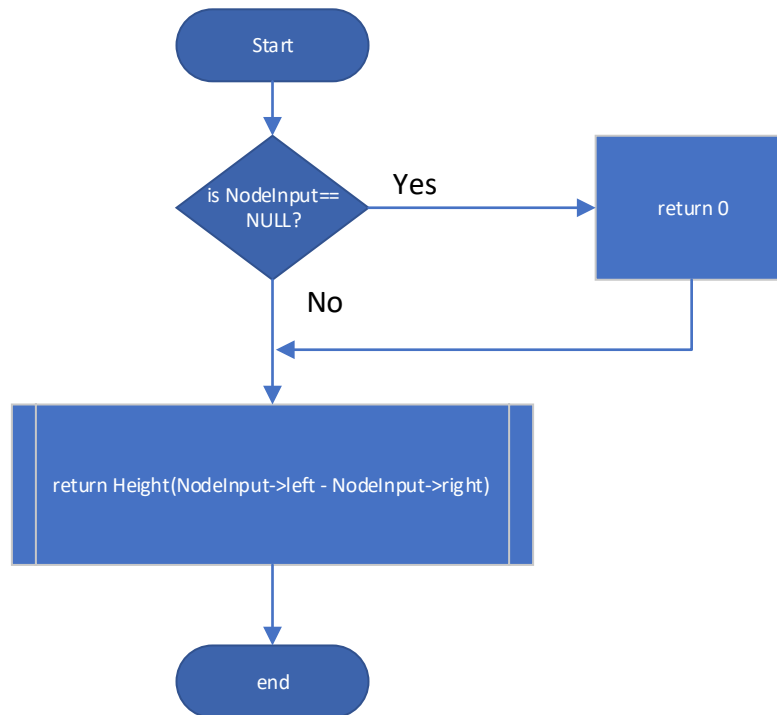 Start
is NodeInput==
NULL?
Yes
return 0
No
return Height(NodeInput->left - NodeInput->right)
end